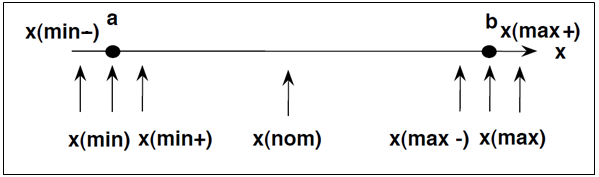 x(min−) a b x(max+)
x
x(min) x(min+) x(nom) x(max -) x(max)